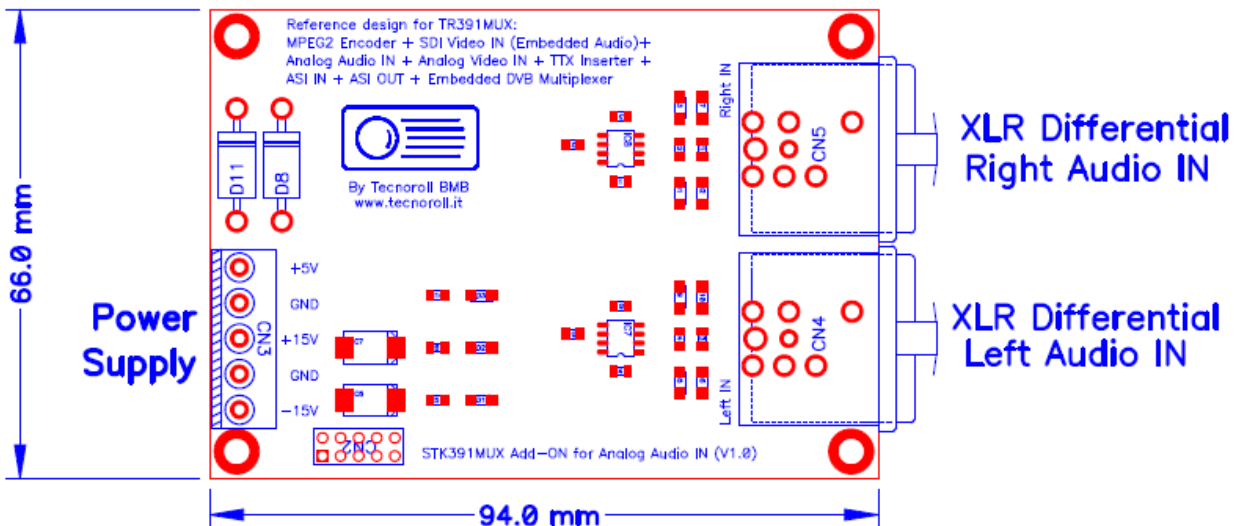 Reference design for TR391MUX:
MPEG2 Encoder + SDI Video IN (Embedded Audio)+
Analog Audio IN + Analog Video IN + TTX Inserter +
ASI IN + ASI OUT + Embedded DVB Multiplexer
By Tecnoroll BMB
www.tecnoroll.it
D11
D8
Right IN
CN5
XLR Differential
Right Audio IN
66.0 mm
Power
Supply
CN3
+5V
GND
+15V
GND
-15V
CN2
Left IN
CN4
XLR Differential
Left Audio IN
STK391MUX Add-ON for Analog Audio IN (V1.0)
94.0 mm